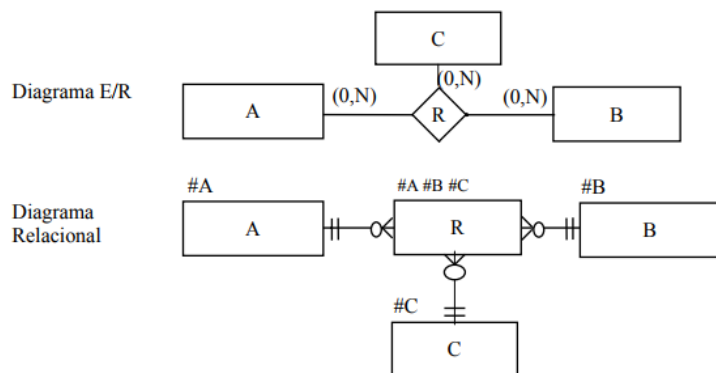 C
Diagrama E/R
(0,N) (0,N) (0,N)
A R B
#A #A #B #C #B
Diagrama
Relacional
A R B
#C
C